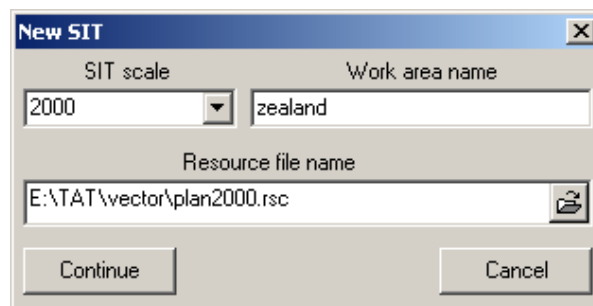 New SIT
SIT scale Work area name
2000 zealand
Resource file name
E:\TAT\vector\plan2000.rsc
Continue Cancel